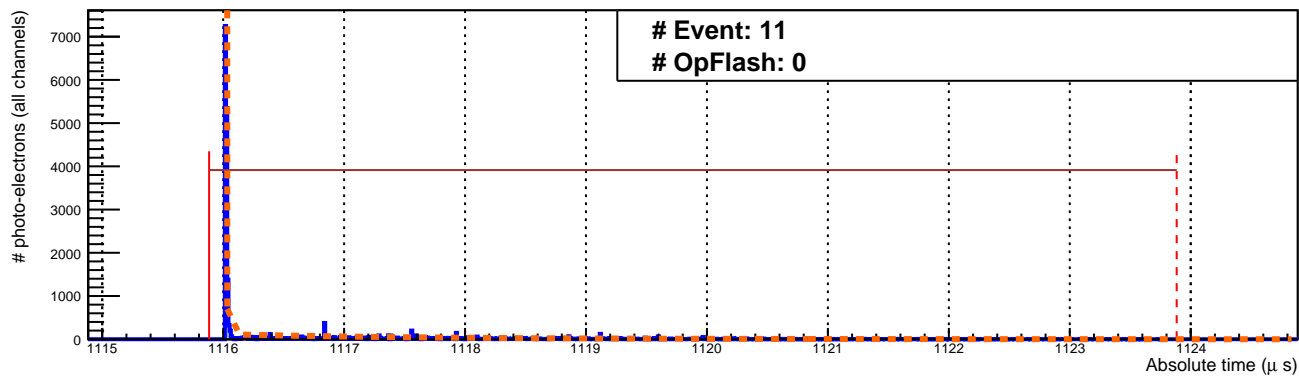 # Event: 11
# OpFlash: 0
# photo-electrons (all channels)
7000
6000
5000
4000
3000
2000
1000
0
1115 1116 1117 1118 1119 1120 1121 1122 1123 1124
Absolute time (μ s)